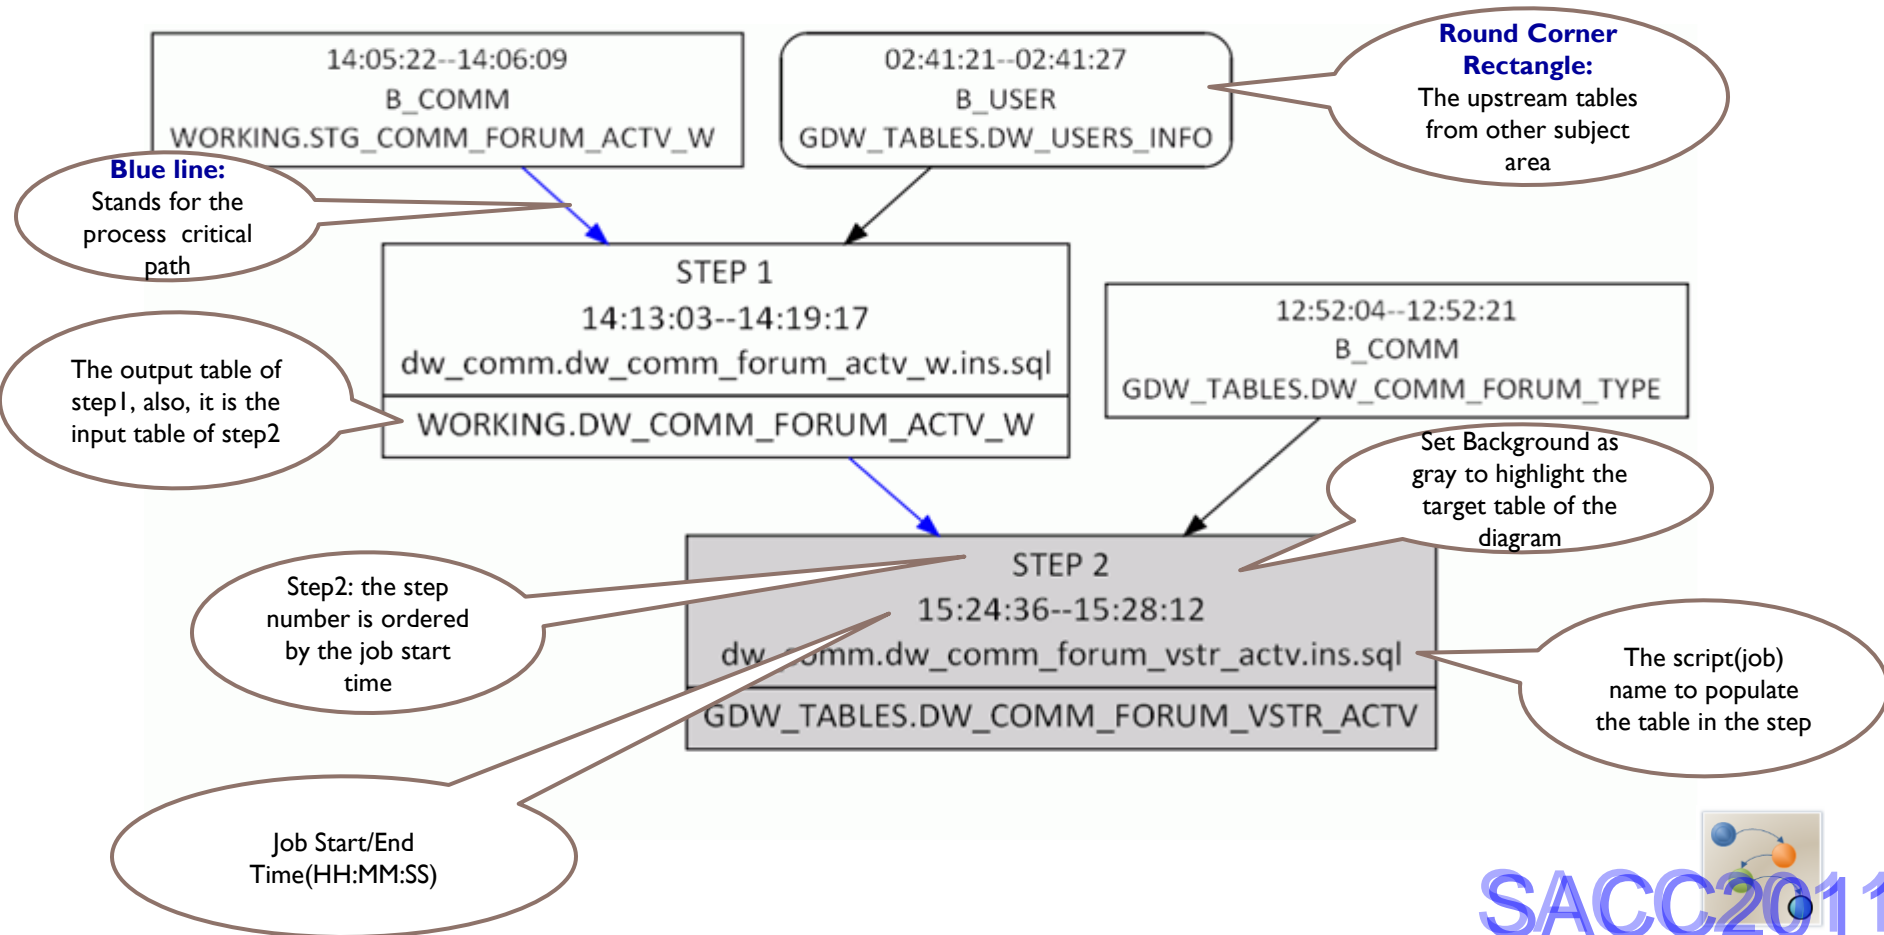 14:05:22--14:06:09
B_COMM
WORKING.STG_COMM_FORUM_ACTV_W
02:41:21--02:41:27
B_USER
GDW_TABLES.DW_USERS_INFO
Round Corner
Rectangle:
The upstream tables
from other subject
area
Blue line:
Stands for the
process critical
path
STEP 1
14:13:03--14:19:17
dw_comm.dw_comm_forum_actv_w.ins.sql
WORKING.DW_COMM_FORUM_ACTV_W
12:52:04--12:52:21
B_COMM
GDW_TABLES.DW_COMM_FORUM_TYPE
The output table of
step1, also, it is the
input table of step2
Set Background as
gray to highlight the
target table of the
diagram
STEP 2
15:24:36--15:28:12
dw_comm.dw_comm_forum_vstr_actv.ins.sql
GDW_TABLES.DW_COMM_FORUM_VSTR_ACTV
Step2: the step
number is ordered
by the job start
time
The script(job)
name to populate
the table in the step
Job Start/End
Time(HH:MM:SS)
SACC2011